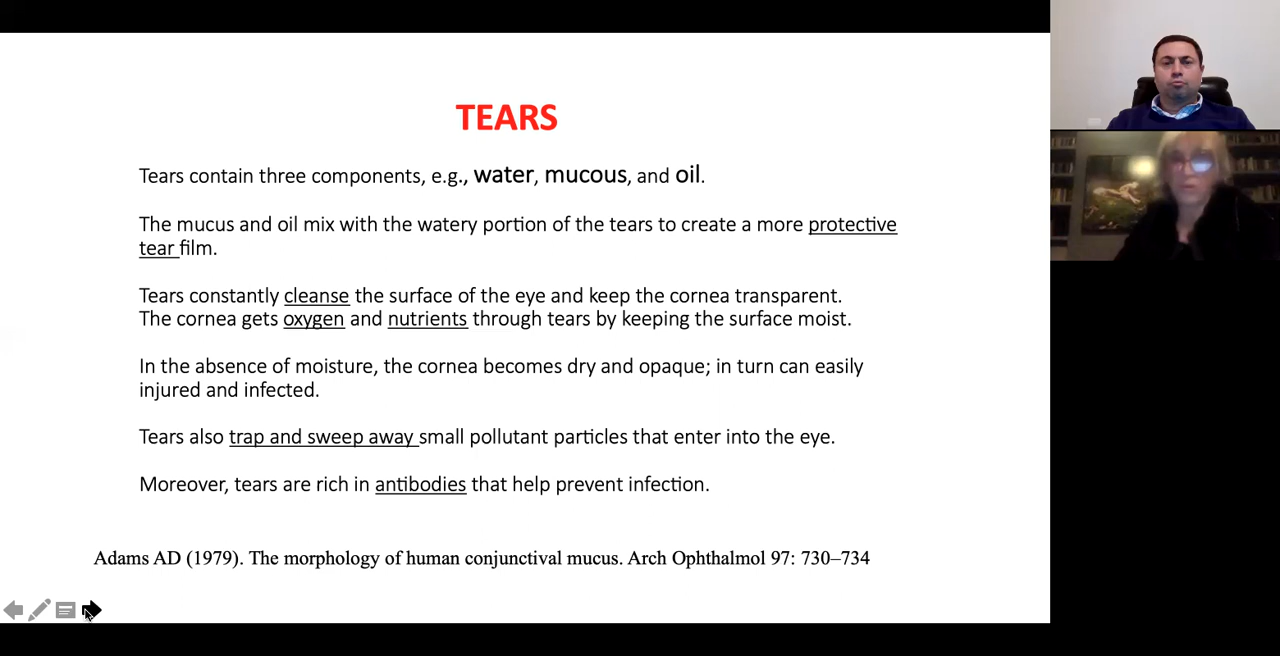 TEARS
Tears contain three components, e.g., water, mucous, and oil.
The mucus and oil mix with the watery portion of the tears to create a more protective
tear film.
Tears constantly cleanse the surface of the eye and keep the cornea transparent.
The cornea gets oxygen and nutrients through tears by keeping the surface moist.
In the absence of moisture, the cornea becomes dry and opaque; in turn can easily
injured and infected.
Tears also trap and sweep away small pollutant particles that enter into the eye.
Moreover, tears are rich in antibodies that help prevent infection.
Adams AD (1979). The morphology of human conjunctival mucus. Arch Ophthalmol 97: 730–734